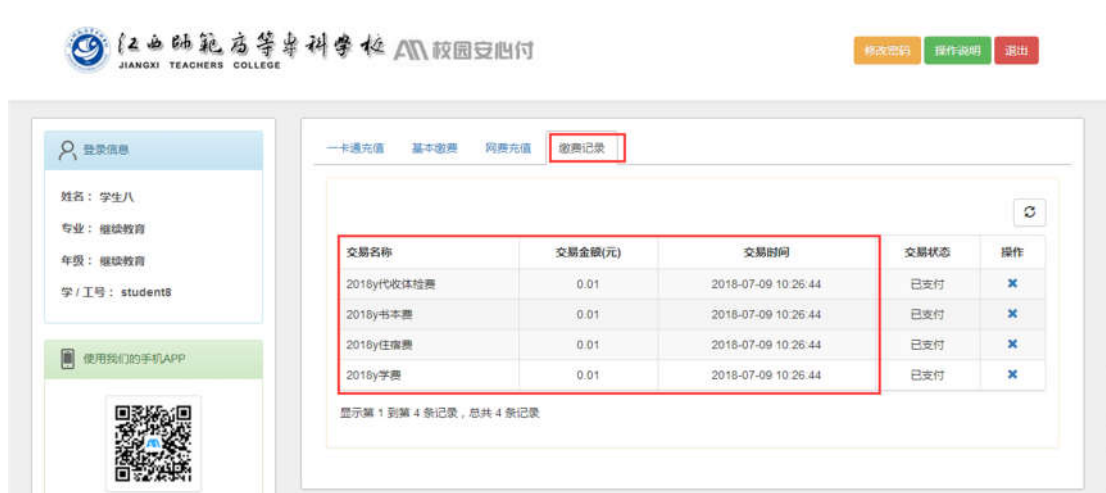 江西師範高等専科學校 校园安心付
JIANGXI TEACHERS COLLEGE
修改密码 操作说明 退出
登录信息
姓名： 学生八
专业： 继续教育
年级： 继续教育
学/工号： student8
使用我们的手机APP
一卡通充值 基本缴费 网费充值 缴费记录
交易名称 交易金额(元) 交易时间 交易状态 操作
2018y代收体检费 0.01 2018-07-09 10:26:44 已支付
2018y书本费 0.01 2018-07-09 10:26:44 已支付
2018y住宿费 0.01 2018-07-09 10:26:44 已支付
2018y学费 0.01 2018-07-09 10:26:44 已支付
显示第 1 到第 4 条记录，总共 4 条记录